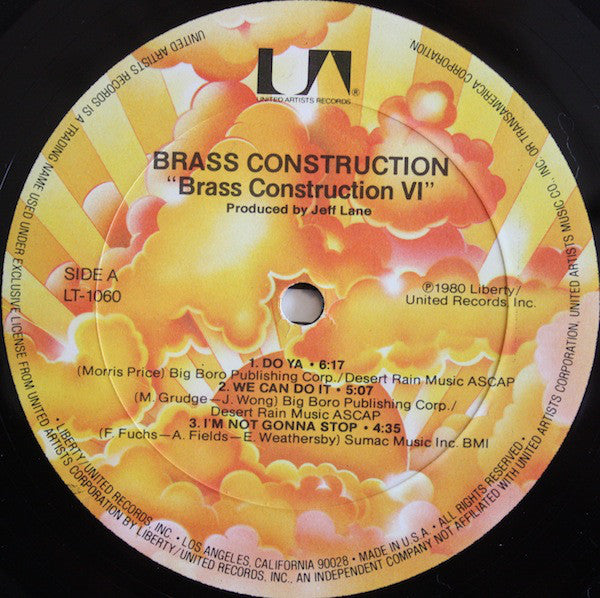 UA®
UNITED ARTISTS RECORDS
BRASS CONSTRUCTION
"Brass Construction VI"
Produced by Jeff Lane
SIDE A
LT-1060
℗1980 Liberty/
United Records, Inc.
1. DO YA • 6:17
(Morris Price) Big Boro Publishing Corp./Desert Rain Music ASCAP
2. WE CAN DO IT • 5:07
(M. Grudge—J. Wong) Big Boro Publishing Corp./
Desert Rain Music ASCAP
3. I'M NOT GONNA STOP • 4:35
(F. Fuchs—A. Fields—E. Weathersby) Sumac Music Inc. BMI
• LIBERTY/UNITED RECORDS, INC. • LOS ANGELES, CALIFORNIA 90028 • MADE IN U.S.A. • ALL RIGHTS RESERVED.
UNITED ARTISTS RECORDS IS A TRADING NAME USED UNDER EXCLUSIVE LICENSE FROM UNITED ARTISTS CORPORATION BY LIBERTY/UNITED RECORDS, INC., AN INDEPENDENT COMPANY NOT AFFILIATED WITH UNITED ARTISTS CORPORATION, UNITED ARTISTS MUSIC CO., INC. OR TRANSAMERICA CORPORATION.